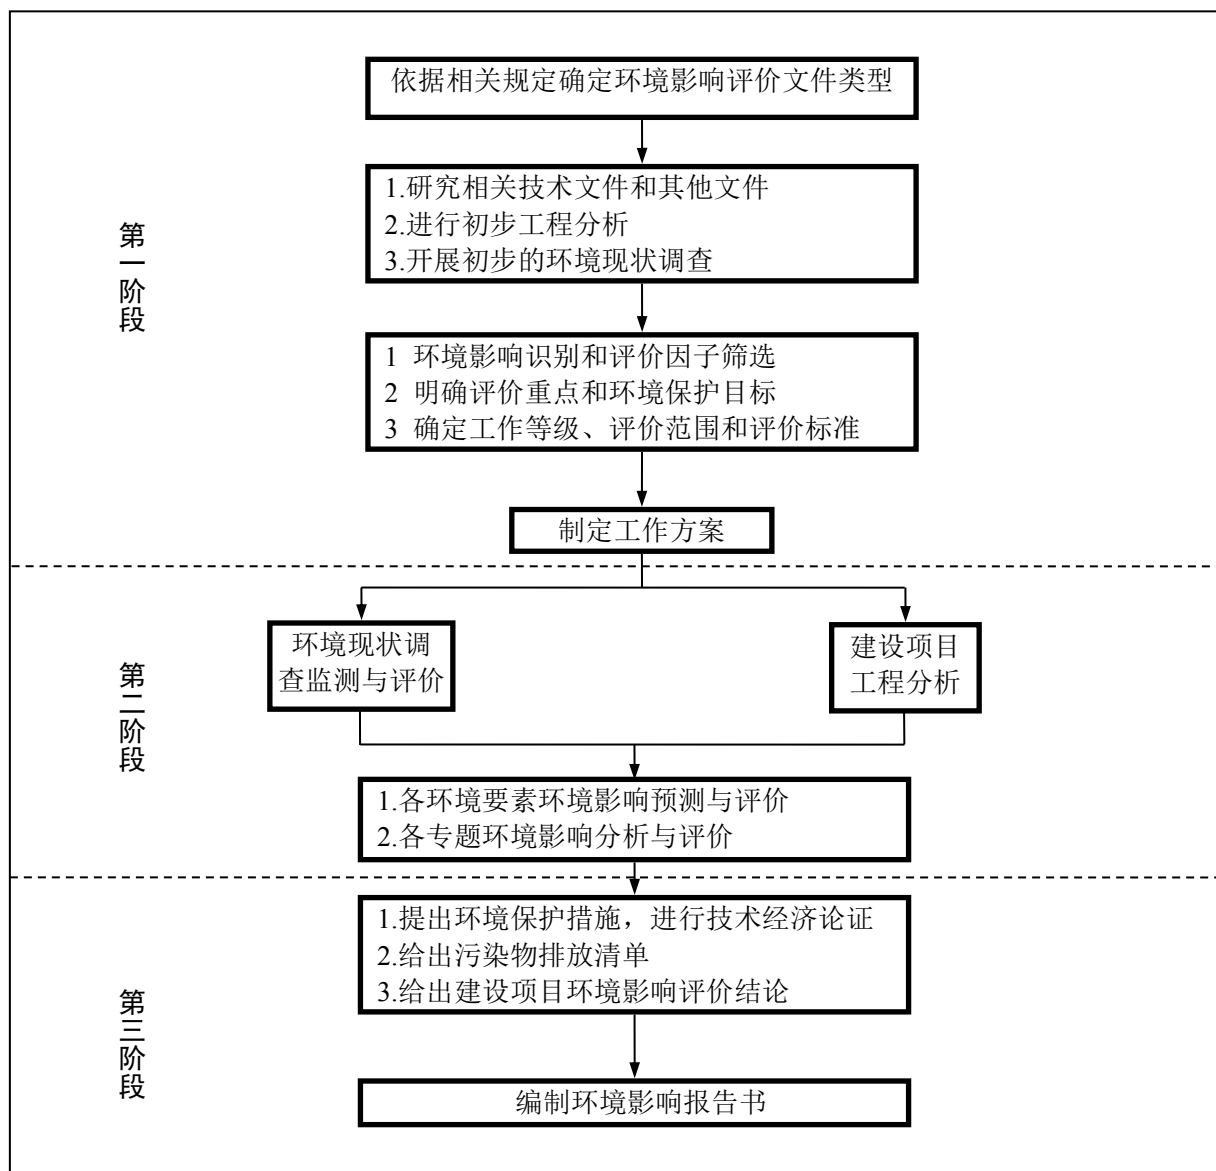 依据相关规定确定环境影响评价文件类型
第一阶段
1.研究相关技术文件和其他文件
2.进行初步工程分析
3.开展初步的环境现状调查
1 环境影响识别和评价因子筛选
2 明确评价重点和环境保护目标
3 确定工作等级、评价范围和评价标准
制定工作方案
第二阶段
环境现状调
查监测与评价
建设项目
工程分析
1.各环境要素环境影响预测与评价
2.各专题环境影响分析与评价
第三阶段
1.提出环境保护措施，进行技术经济论证
2.给出污染物排放清单
3.给出建设项目环境影响评价结论
编制环境影响报告书